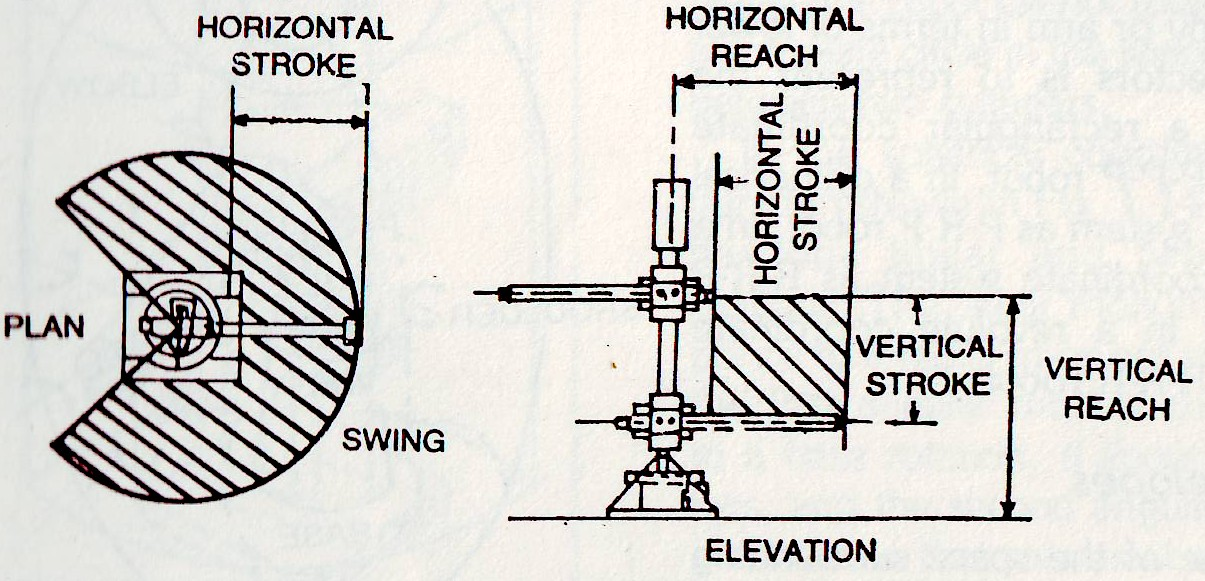 HORIZONTAL
STROKE
PLAN
SWING
HORIZONTAL
REACH
HORIZONTAL
STROKE
VERTICAL
STROKE
VERTICAL
REACH
ELEVATION